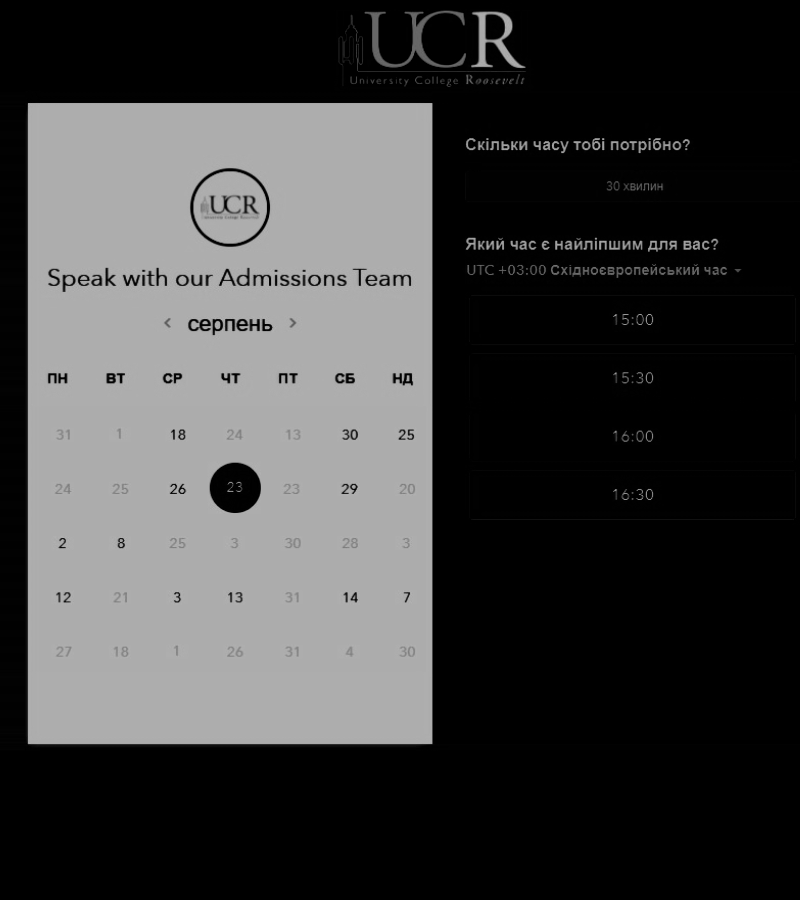 UCR
University College Roosevelt
UCR
University College Roosevelt
Speak with our Admissions Team
серпень
ПН ВТ СР ЧТ ПТ СБ НД
31 1 18 24 13 30 25
24 25 26 23 23 29 20
2 8 25 3 30 28 3
12 21 3 13 31 14 7
27 18 1 26 31 4 30
Скільки часу тобі потрібно?
30 хвилин
Який час є найліпшим для вас?
UTC +03:00 Східноєвропейський час
15:00
15:30
16:00
16:30